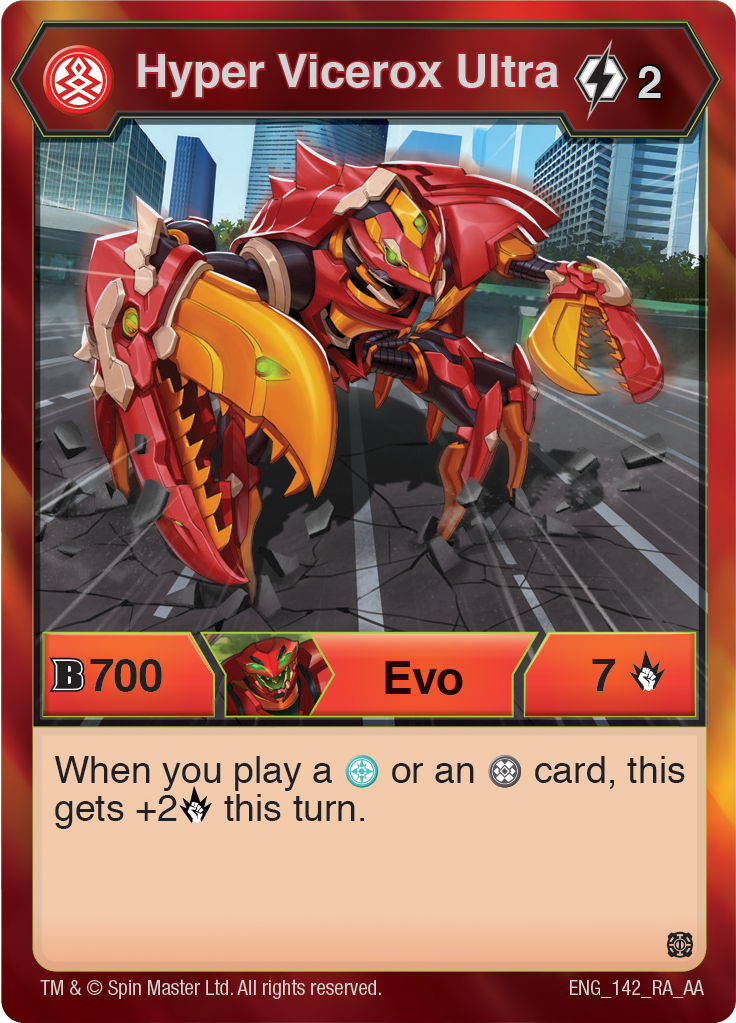 Hyper Vicerox Ultra 2
B 700 Evo 7
When you play a or an card, this
gets +2 this turn.
TM & © Spin Master Ltd. All rights reserved. ENG_142_RA_AA